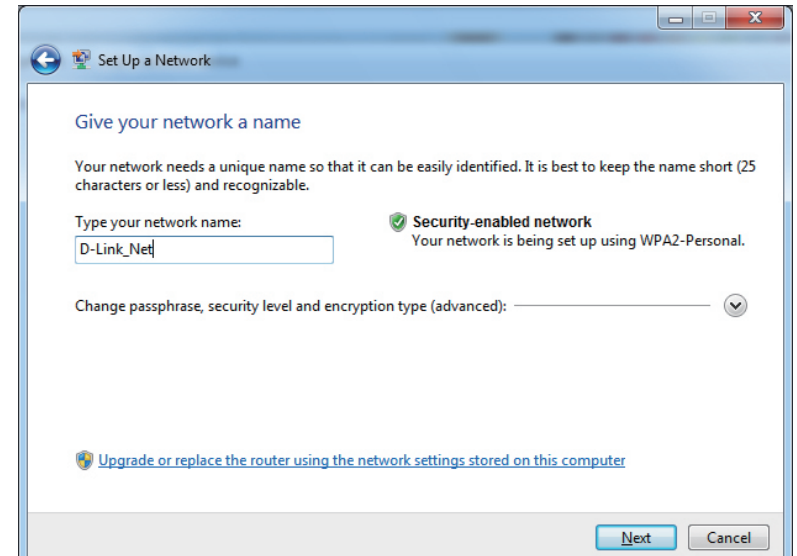 Set Up a Network
Give your network a name
Your network needs a unique name so that it can be easily identified. It is best to keep the name short (25
characters or less) and recognizable.
Type your network name:
D-Link_Net
Security-enabled network
Your network is being set up using WPA2-Personal.
Change passphrase, security level and encryption type (advanced):
Upgrade or replace the router using the network settings stored on this computer
Next
Cancel